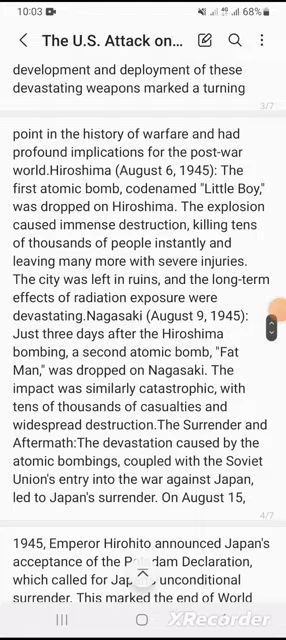 10:03 68%
The U.S. Attack on...
development and deployment of these
devastating weapons marked a turning
3/7
point in the history of warfare and had
profound implications for the post-war
world.Hiroshima (August 6, 1945): The
first atomic bomb, codenamed "Little Boy,"
was dropped on Hiroshima. The explosion
caused immense destruction, killing tens
of thousands of people instantly and
leaving many more with severe injuries.
The city was left in ruins, and the long-term
effects of radiation exposure were
devastating.Nagasaki (August 9, 1945):
Just three days after the Hiroshima
bombing, a second atomic bomb, "Fat
Man," was dropped on Nagasaki. The
impact was similarly catastrophic, with
tens of thousands of casualties and
widespread destruction.The Surrender and
Aftermath:The devastation caused by the
atomic bombings, coupled with the Soviet
Union's entry into the war against Japan,
led to Japan's surrender. On August 15,
4/7
1945, Emperor Hirohito announced Japan's
acceptance of the Declaration,
which called for unconditional
surrender. This marked the end of World
XRecorder